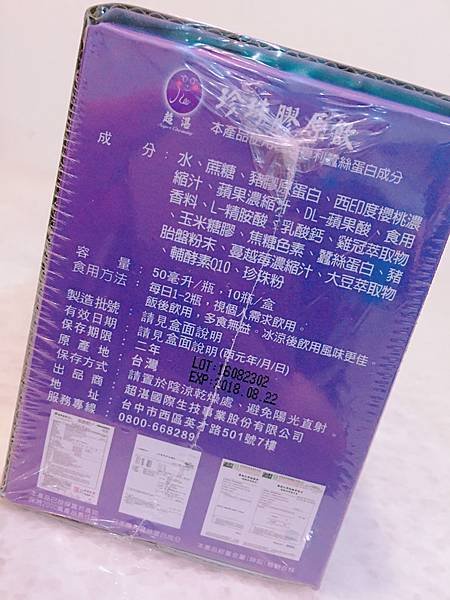 超湛
珍珠膠原飲
成分：水、蔗糖、豬膠原蛋白、西印度櫻桃濃
縮汁、蘋果濃縮汁、DL-蘋果酸、食用
香料、L-精胺酸、乳酸鈣、雞冠萃取物
、玉米糖膠、焦糖色素、蠶絲蛋白、豬
胎盤粉末、蔓越莓濃縮汁、大豆萃取物
輔酵素Q10、珍珠粉
容量：50毫升/瓶，10瓶/盒
食用方法：每日1-2瓶，視個人需求飲用。
飯後飲用，多食無益。冰涼後飲用風味更佳。
製造批號：請見盒面說明
有效日期：請見盒面說明(西元年/月/日)
保存期限：一年
原產地：台灣
LOT:16082302
EXP:2018.08.22
保存方式：請置於陰涼乾燥處，避免陽光直射。
出品商：超湛國際生技事業股份有限公司
地址：台中市西區英才路501號7樓
服務專線：0800-668289